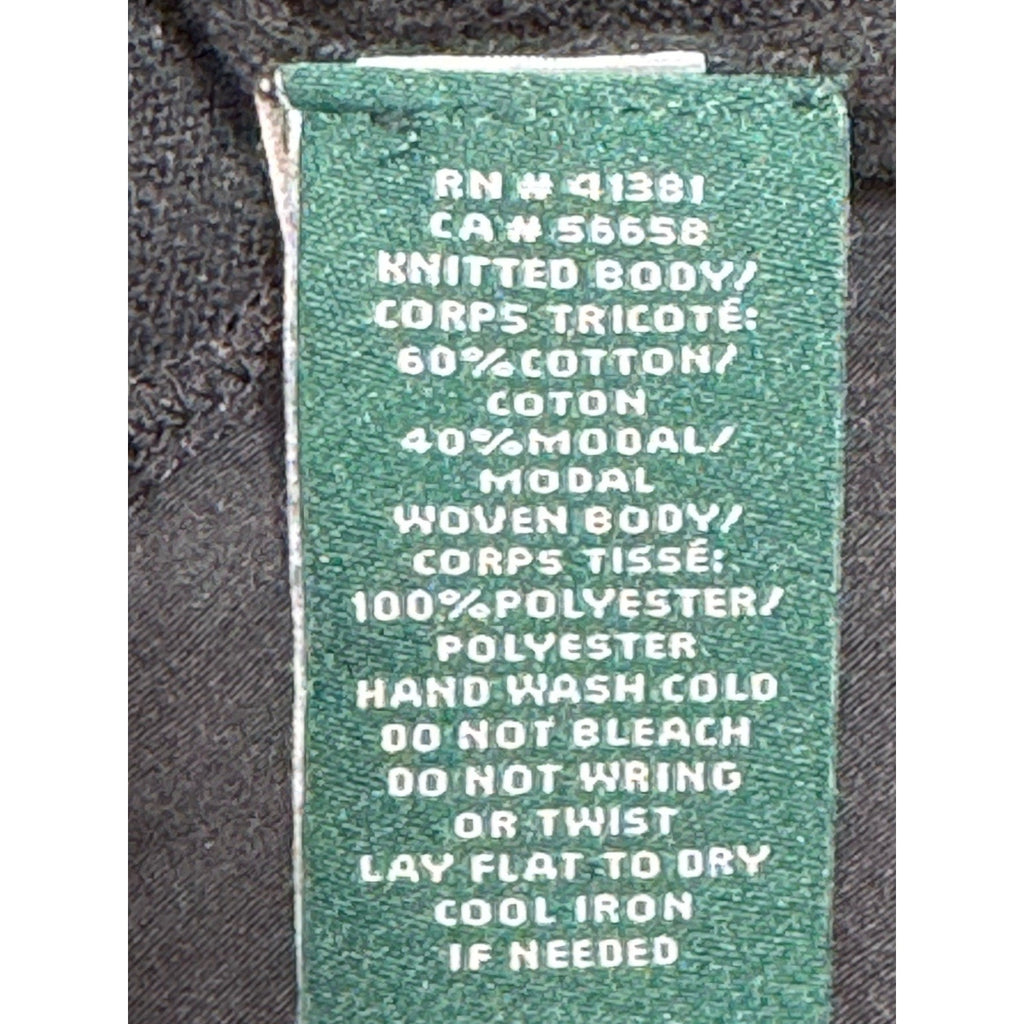 RN # 41381
CA # 56658
KNITTED BODY/
CORPS TRICOTÉ:
60%COTTON/
COTON
40%MODAL/
MODAL
WOVEN BODY/
CORPS TISSÉ:
100%POLYESTER/
POLYESTER
HAND WASH COLD
DO NOT BLEACH
DO NOT WRING
OR TWIST
LAY FLAT TO DRY
COOL IRON
IF NEEDED